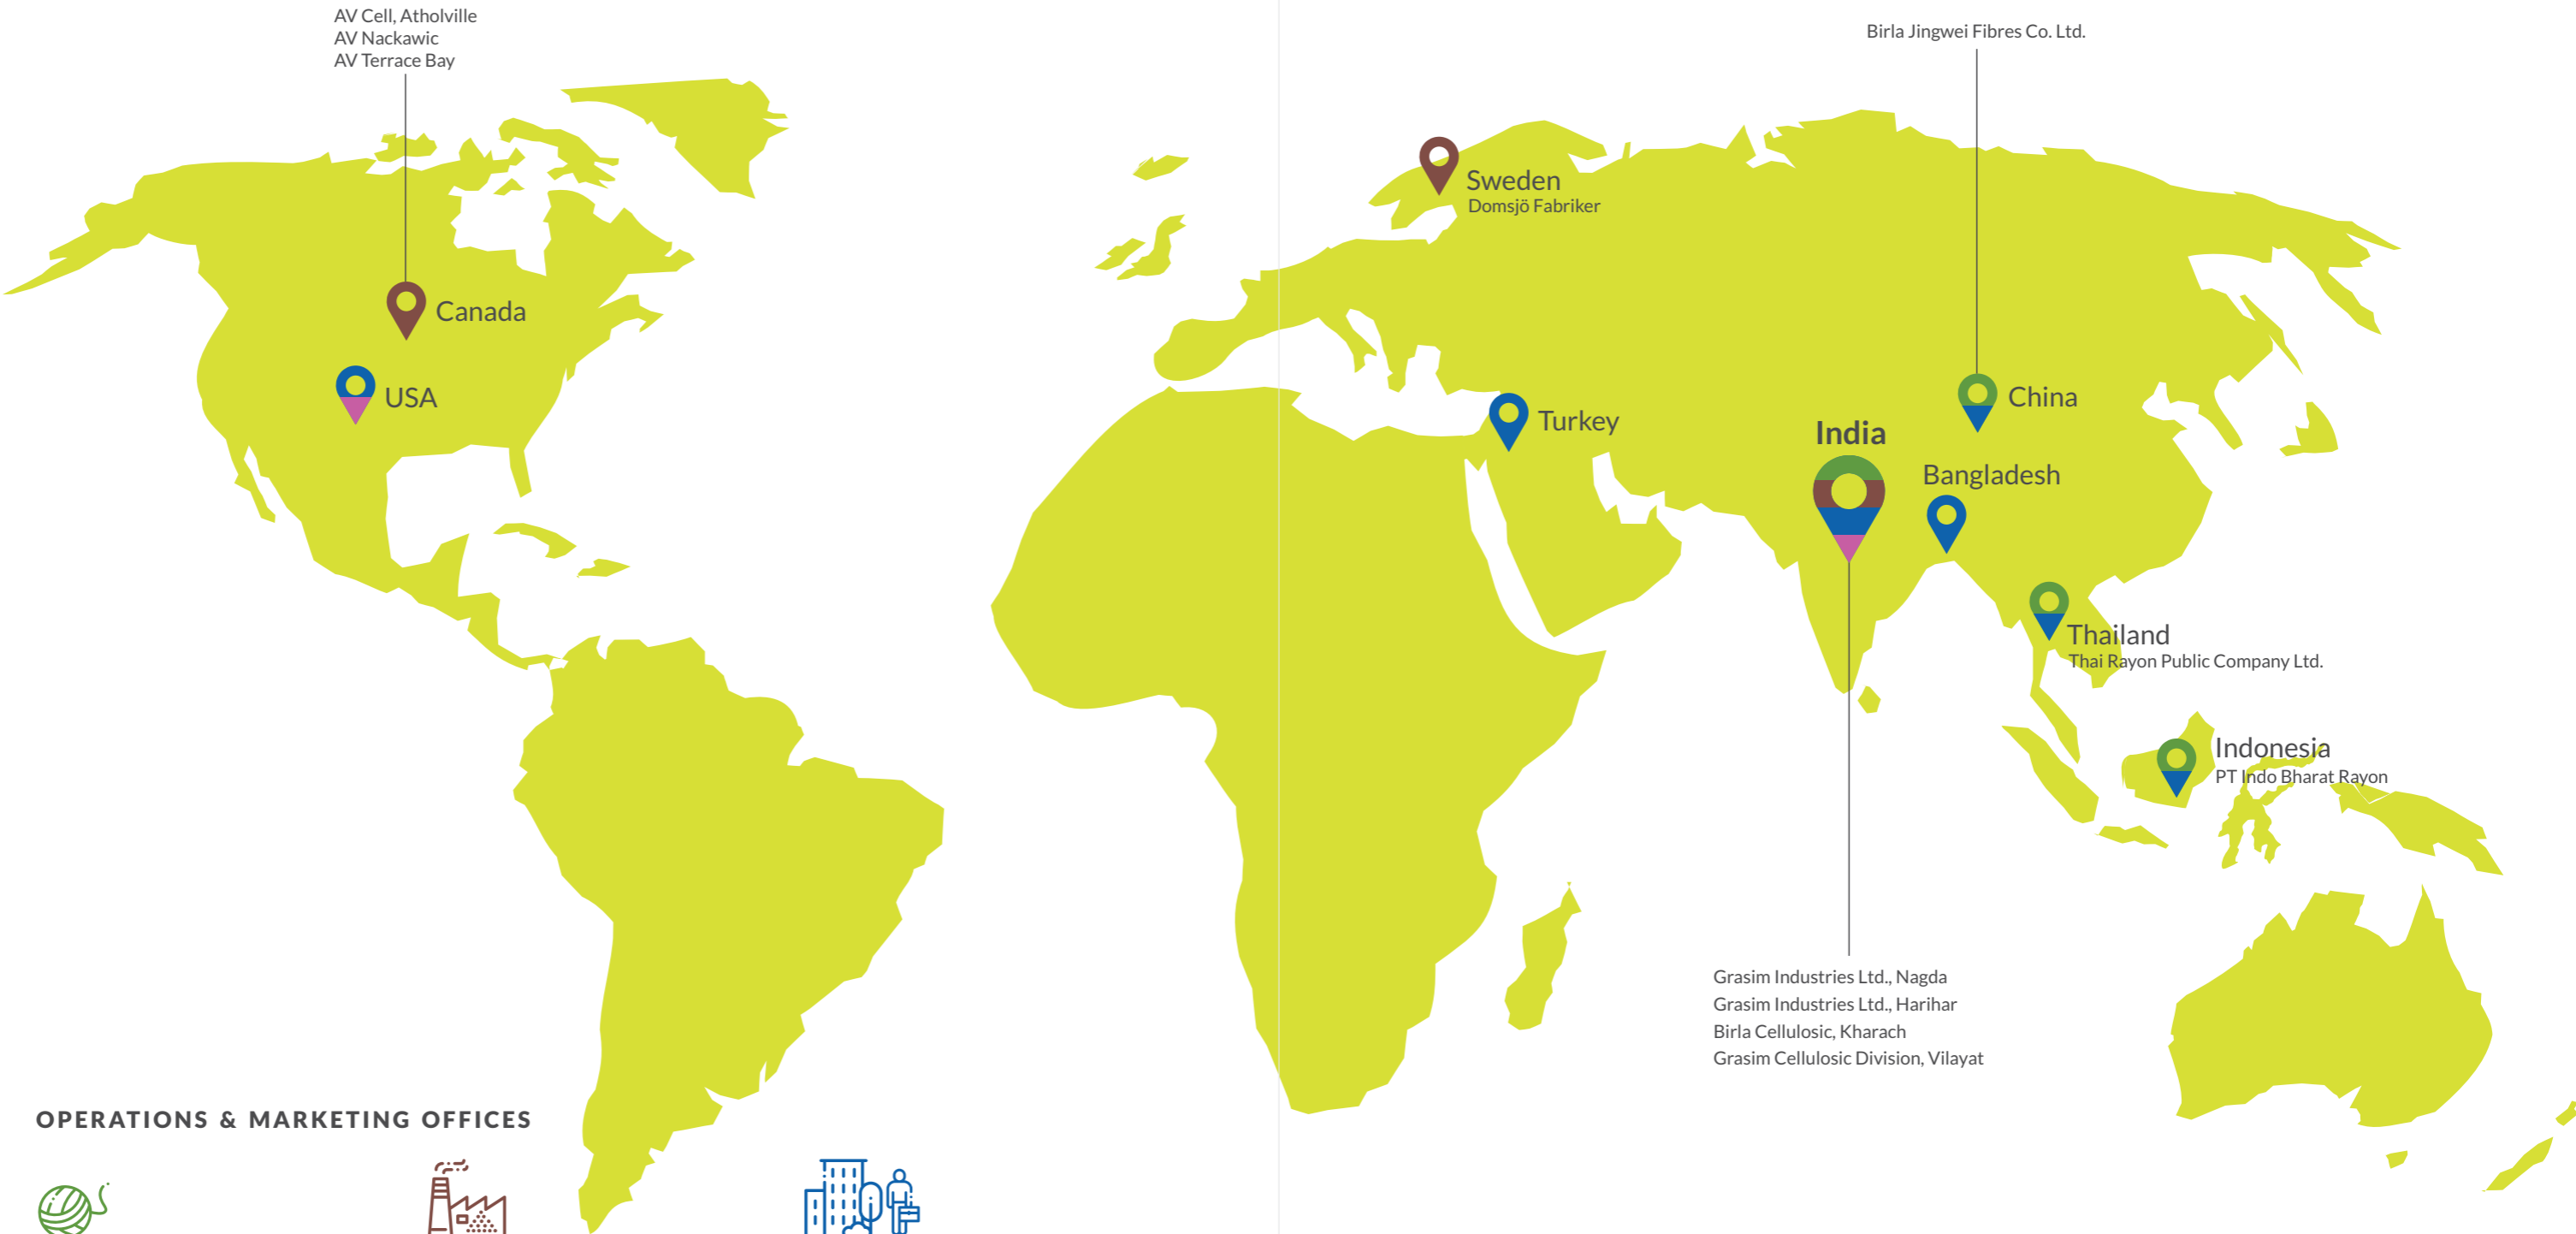 AV Cell, Atholville
AV Nackawic
AV Terrace Bay
Birla Jingwei Fibres Co. Ltd.
Sweden
Domsjö Fabriker
Canada
USA
Turkey
China
India
Bangladesh
Thailand
Thai Rayon Public Company Ltd.
Indonesia
PT Indo Bharat Rayon
Grasim Industries Ltd., Nagda
Grasim Industries Ltd., Harihar
Birla Cellulosic, Kharach
Grasim Cellulosic Division, Vilayat
OPERATIONS & MARKETING OFFICES